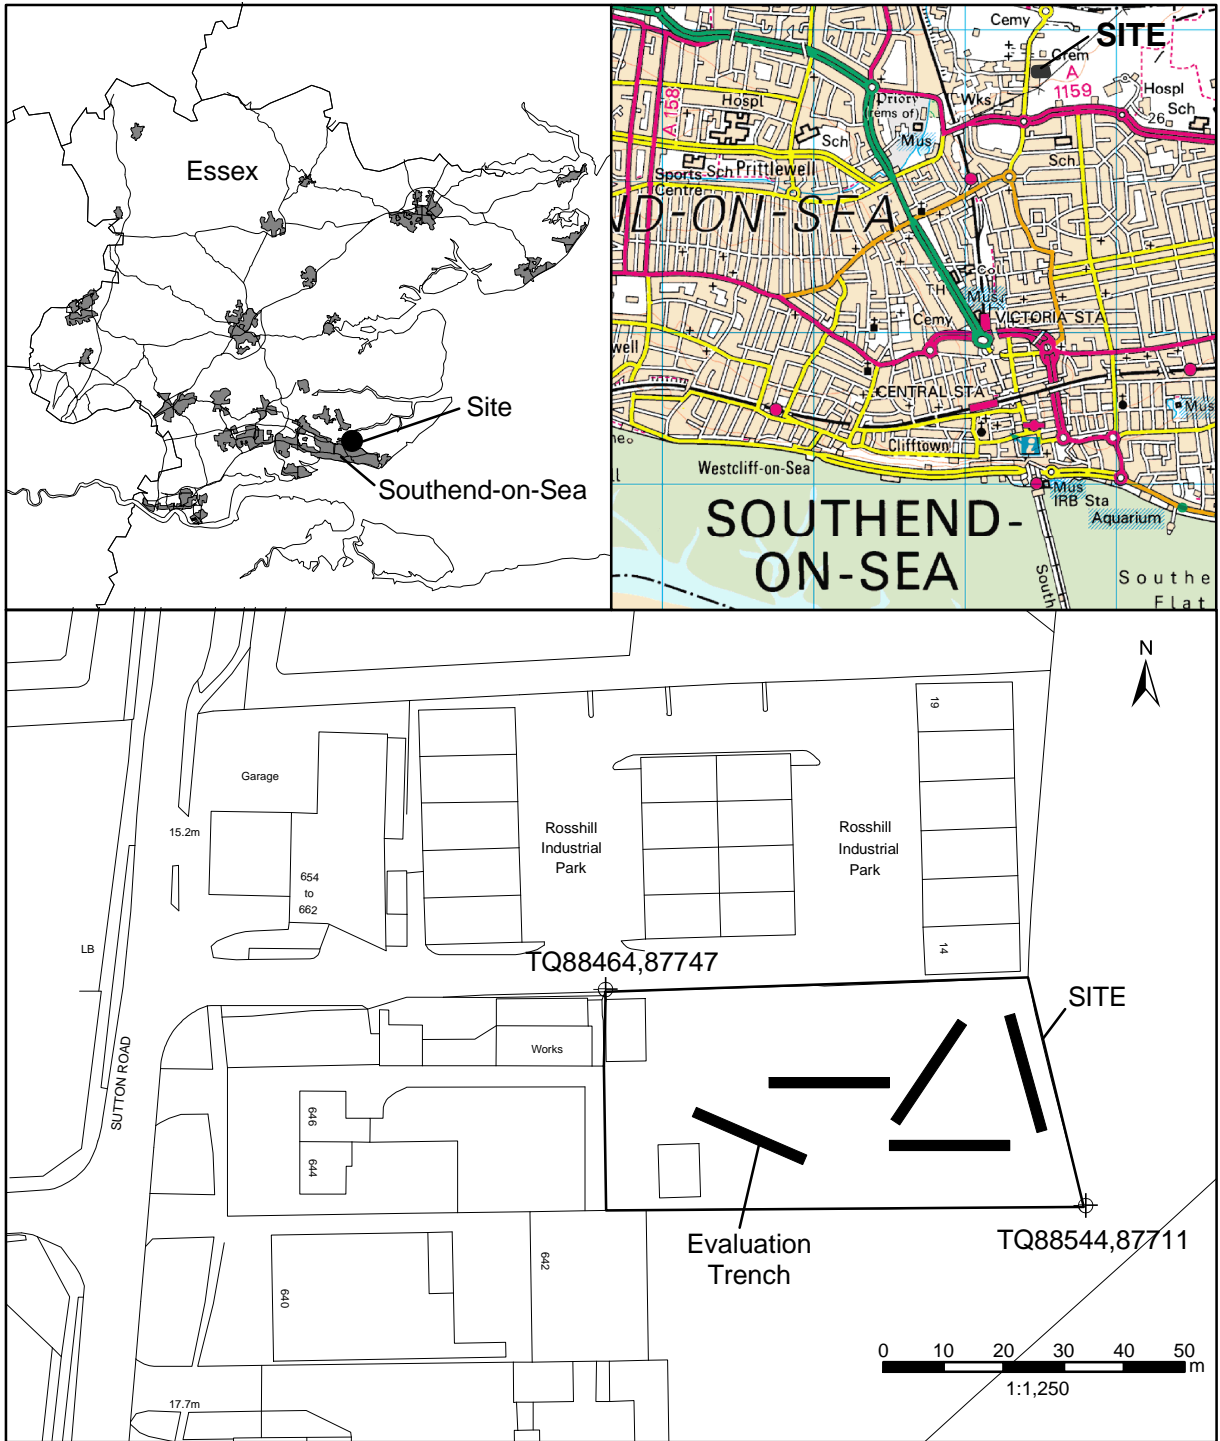 Essex
Site
Southend-on-Sea
Cemy
SITE
Crem
A
1159
Hospl
Sch
26
A 158
Hospl
Priory
(rems of)
Wks
Mus
Sch
Sch
Sports
Centre
Sch
Prittlewell
ND-ON-SEA
Coll
TH
Mus
Cemy
VICTORIA STA
well
CENTRAL STA
Mus
Clifftown
i
Westcliff-on-Sea
Mus
IRB Sta
Aquarium
SOUTHEND-
ON-SEA
South
Southe
Flat
N
19
Garage
15.2m
Rosshill
Industrial
Park
Rosshill
Industrial
Park
654
to
662
LB
14
TQ88464,87747
SITE
Works
SUTTON ROAD
646
644
Evaluation
Trench
TQ88544,87711
642
640
0 10 20 30 40 50
m
1:1,250
17.7m